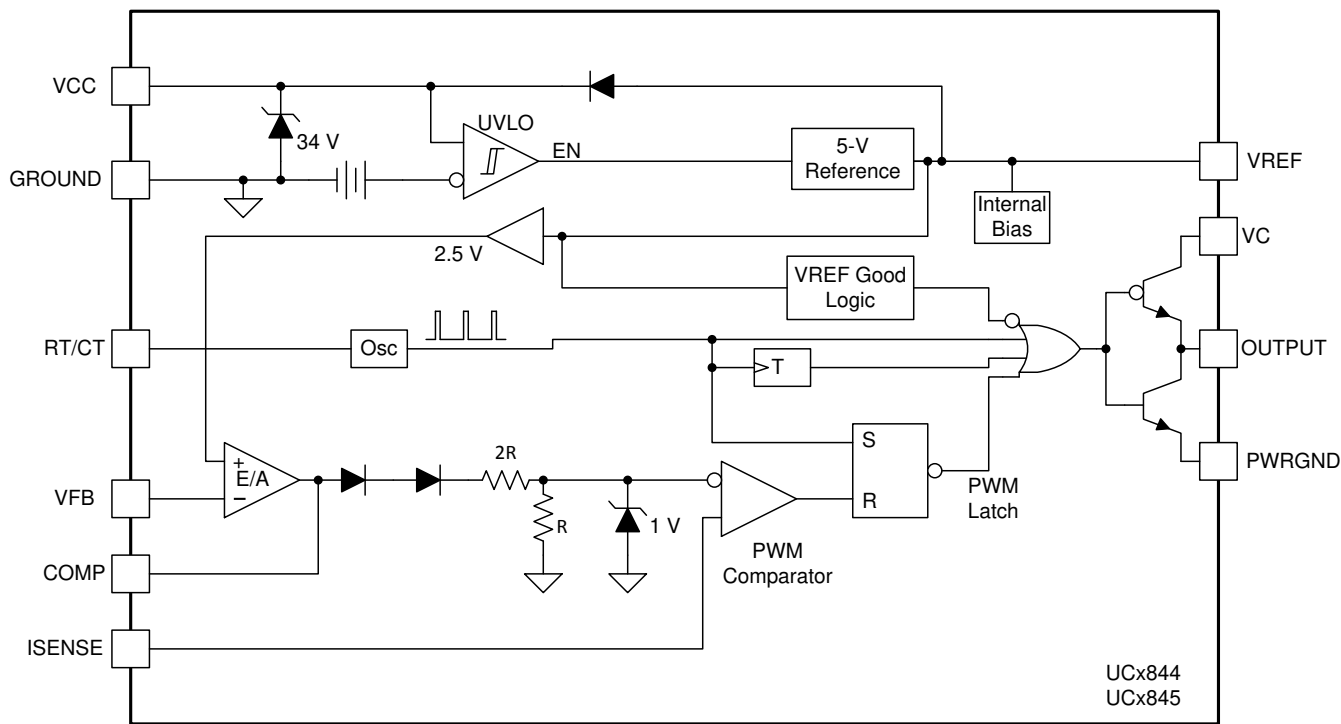 VCC
34 V
UVLO
EN
5-V
Reference
VREF
GROUND
Internal
Bias
VC
2.5 V
VREF Good
Logic
RT/CT
Osc
T
OUTPUT
+
E/A
−
2R
R
1 V
S
R
PWM
Latch
PWRGND
VFB
PWM
Comparator
COMP
ISENSE
UCx844
UCx845